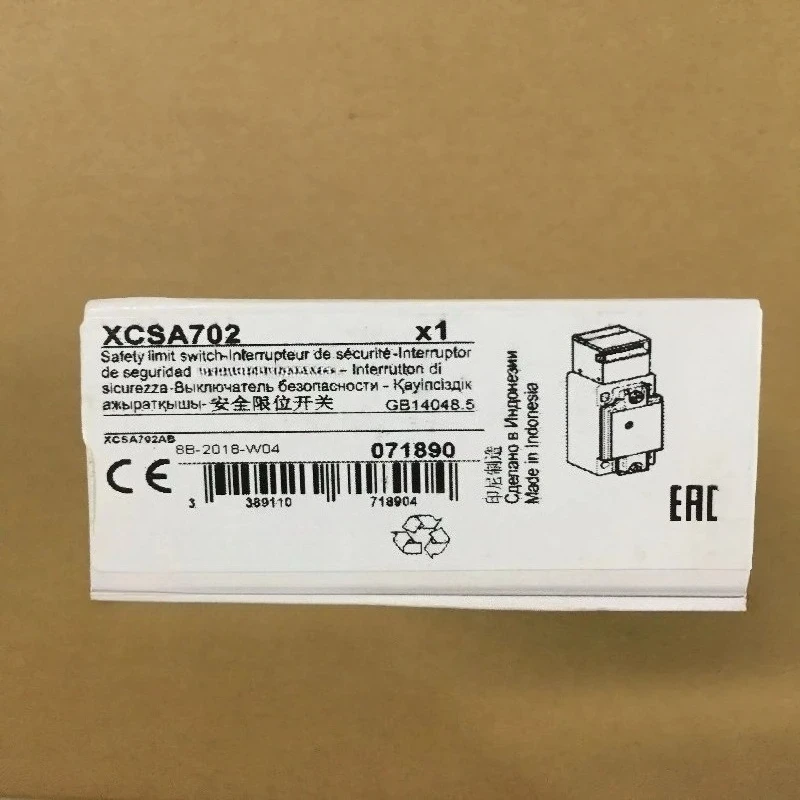 XCSA702 x1
Safety limit switch-Interrupteur de sécurité-Interruptor
de seguridad - Interruttori di
sicurezza-Выключатель безопасности - Қауіпсіздік
ажыратқышы- 安全限位开关 GB14048.5
XCSA702AB
8B-2018-W04 071890
CE
3 389110 718904
印尼制造
Сделано в Индонезии
Made in Indonesia
EAC